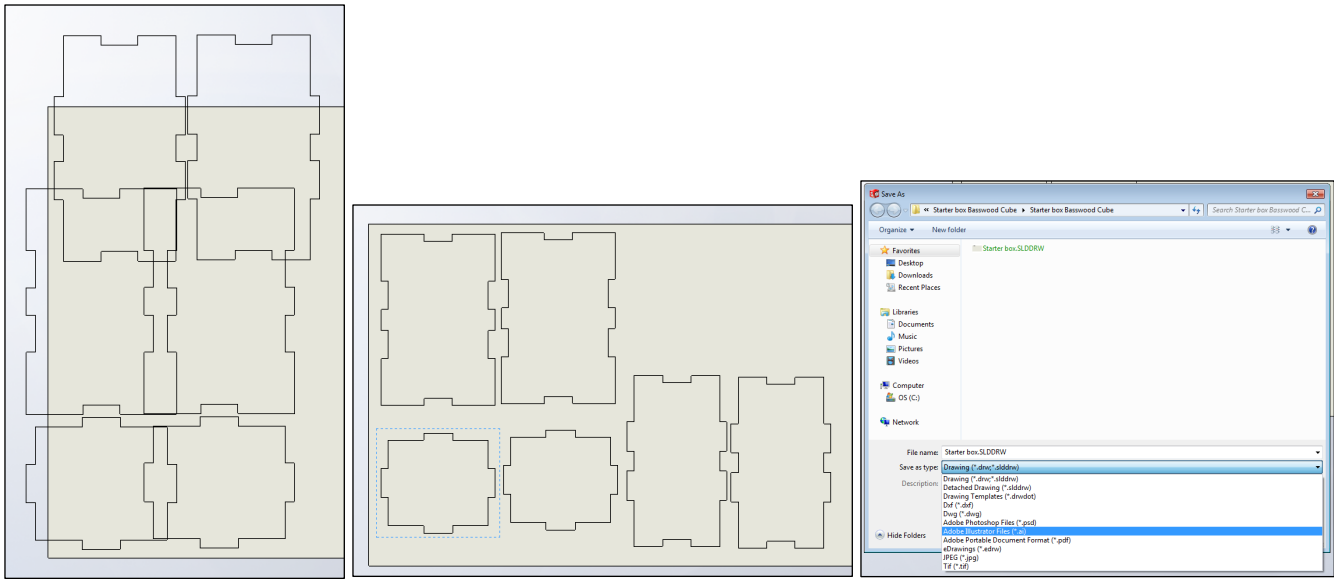 Save As
« Starter box Basswood Cube ▸ Starter box Basswood Cube
Search Starter box Basswood C...
Organize New folder
Favorites
Desktop
Downloads
Recent Places
Libraries
Documents
Music
Pictures
Videos
Computer
OS (C:)
Network
Starter box.SLDDRW
File name: Starter box.SLDDRW
Save as type: Drawing (*.drw;*.slddrw)
Description:
Drawing (*.drw;*.slddrw)
Detached Drawing (*.slddrw)
Drawing Templates (*.drwdot)
Dxf (*.dxf)
Dwg (*.dwg)
Adobe Photoshop Files (*.psd)
Adobe Illustrator Files (*.ai)
Adobe Portable Document Format (*.pdf)
eDrawings (*.edrw)
JPEG (*.jpg)
Tif (*.tif)
Hide Folders